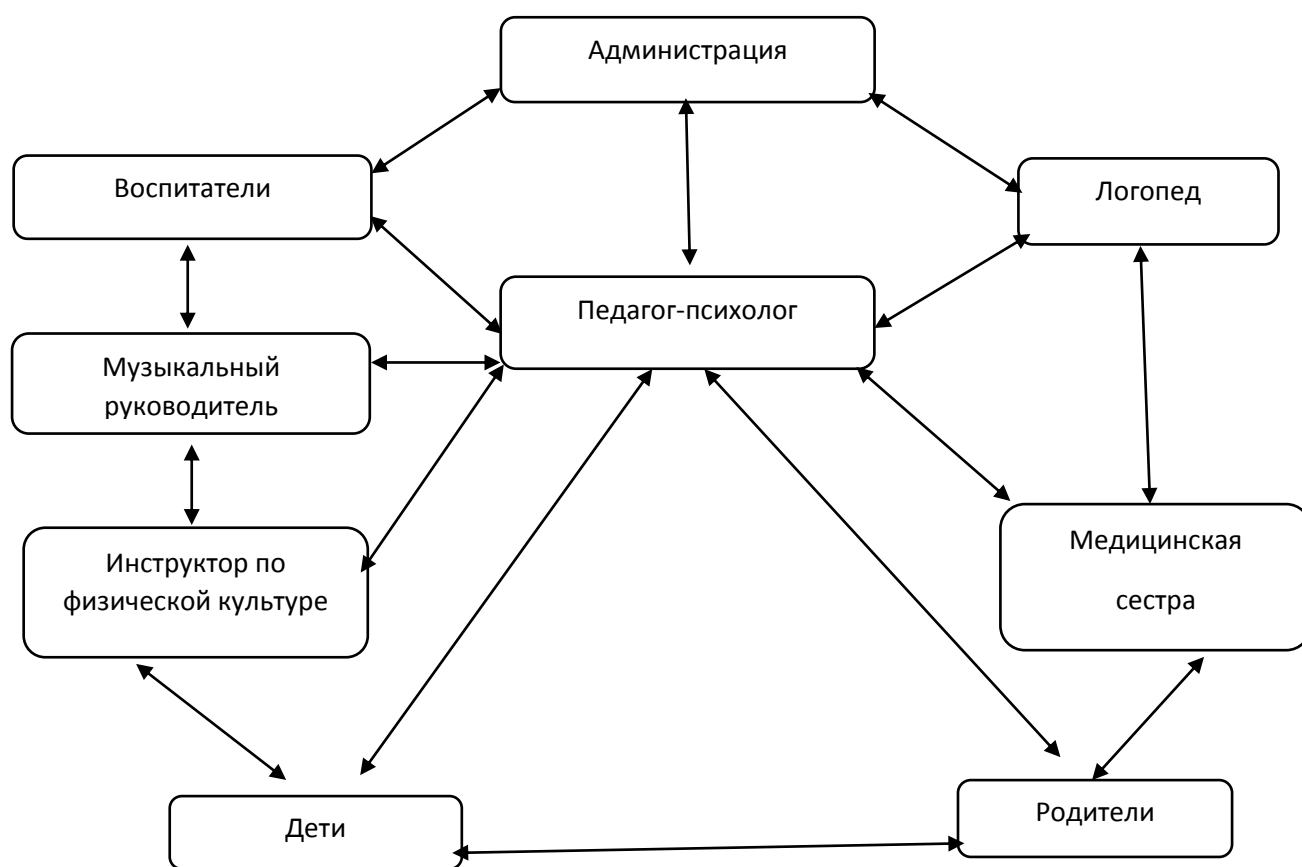 Администрация
Воспитатели
Логопед
Педагог-психолог
Музыкальный
руководитель
Инструктор по
физической культуре
Медицинская
сестра
Дети
Родители